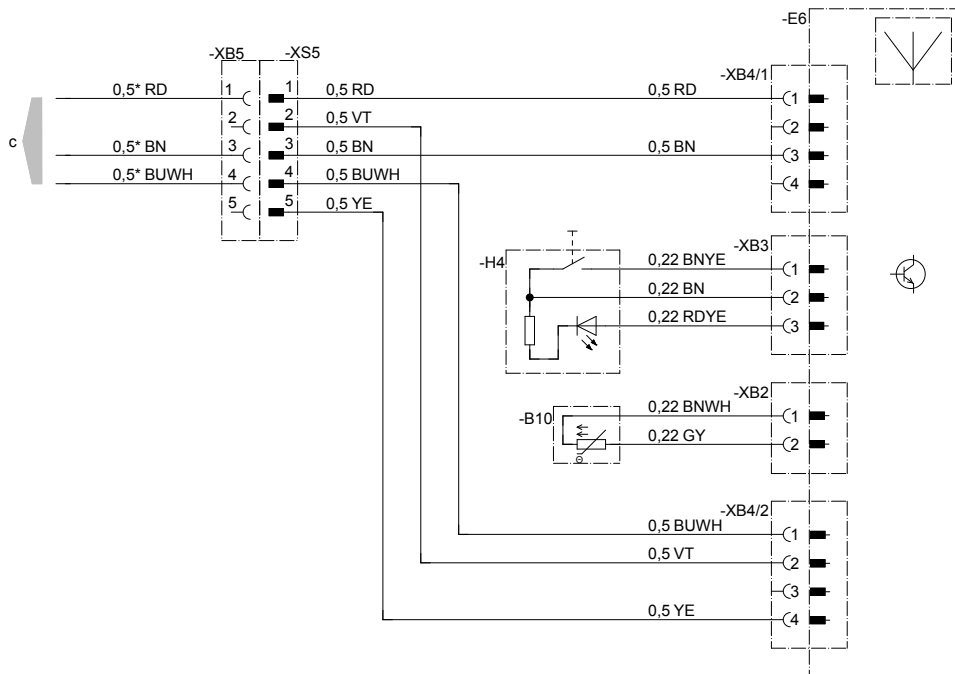 -E6
-XB5 -XS5
-XB4/1
0,5* RD 1 1 0,5 RD 0,5 RD 1
2 2 0,5 VT 2
c
0,5* BN 3 3 0,5 BN 0,5 BN 3
0,5* BUWH 4 4 0,5 BUWH 4
5 5 0,5 YE
-XB3
-H4 0,22 BNYE 1
0,22 BN 2
0,22 RDYE 3
-XB2
-B10 0,22 BNWH 1
0,22 GY 2
Θ
-XB4/2
0,5 BUWH 1
0,5 VT 2
3
0,5 YE 4